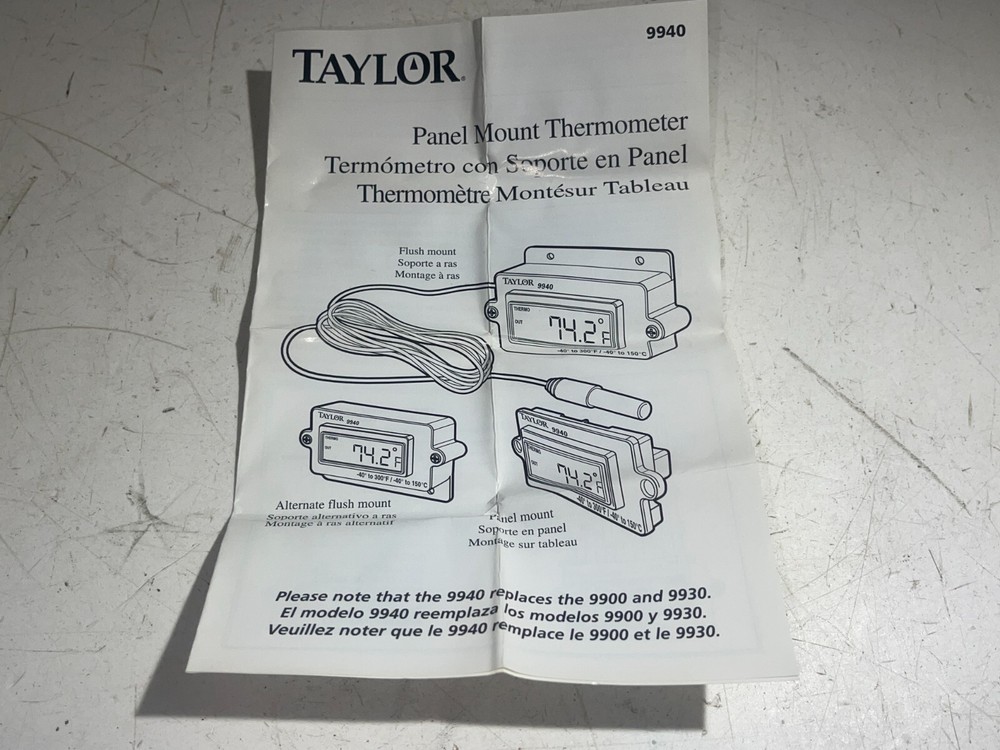 9940
TAYLOR®
Panel Mount Thermometer
Termómetro con Soporte en Panel
Thermomètre Montésur Tableau
Flush mount
Soporte a ras
Montage à ras
TAYLOR 9940
THERMO
OUT
74.2°F
-40° to 300°F / -40° to 150°C
TAYLOR 9940
THERMO
OUT
74.2°F
-40° to 300°F / -40° to 150°C
Alternate flush mount
Soporte alternativo a ras
Montage à ras alternatif
TAYLOR 9940
THERMO
OUT
74.2°F
-40° to 300°F / -40° to 150°C
Panel mount
Soporte en panel
Montage sur tableau
Please note that the 9940 replaces the 9900 and 9930.
El modelo 9940 reemplaza los modelos 9900 y 9930.
Veuillez noter que le 9940 remplace le 9900 et le 9930.